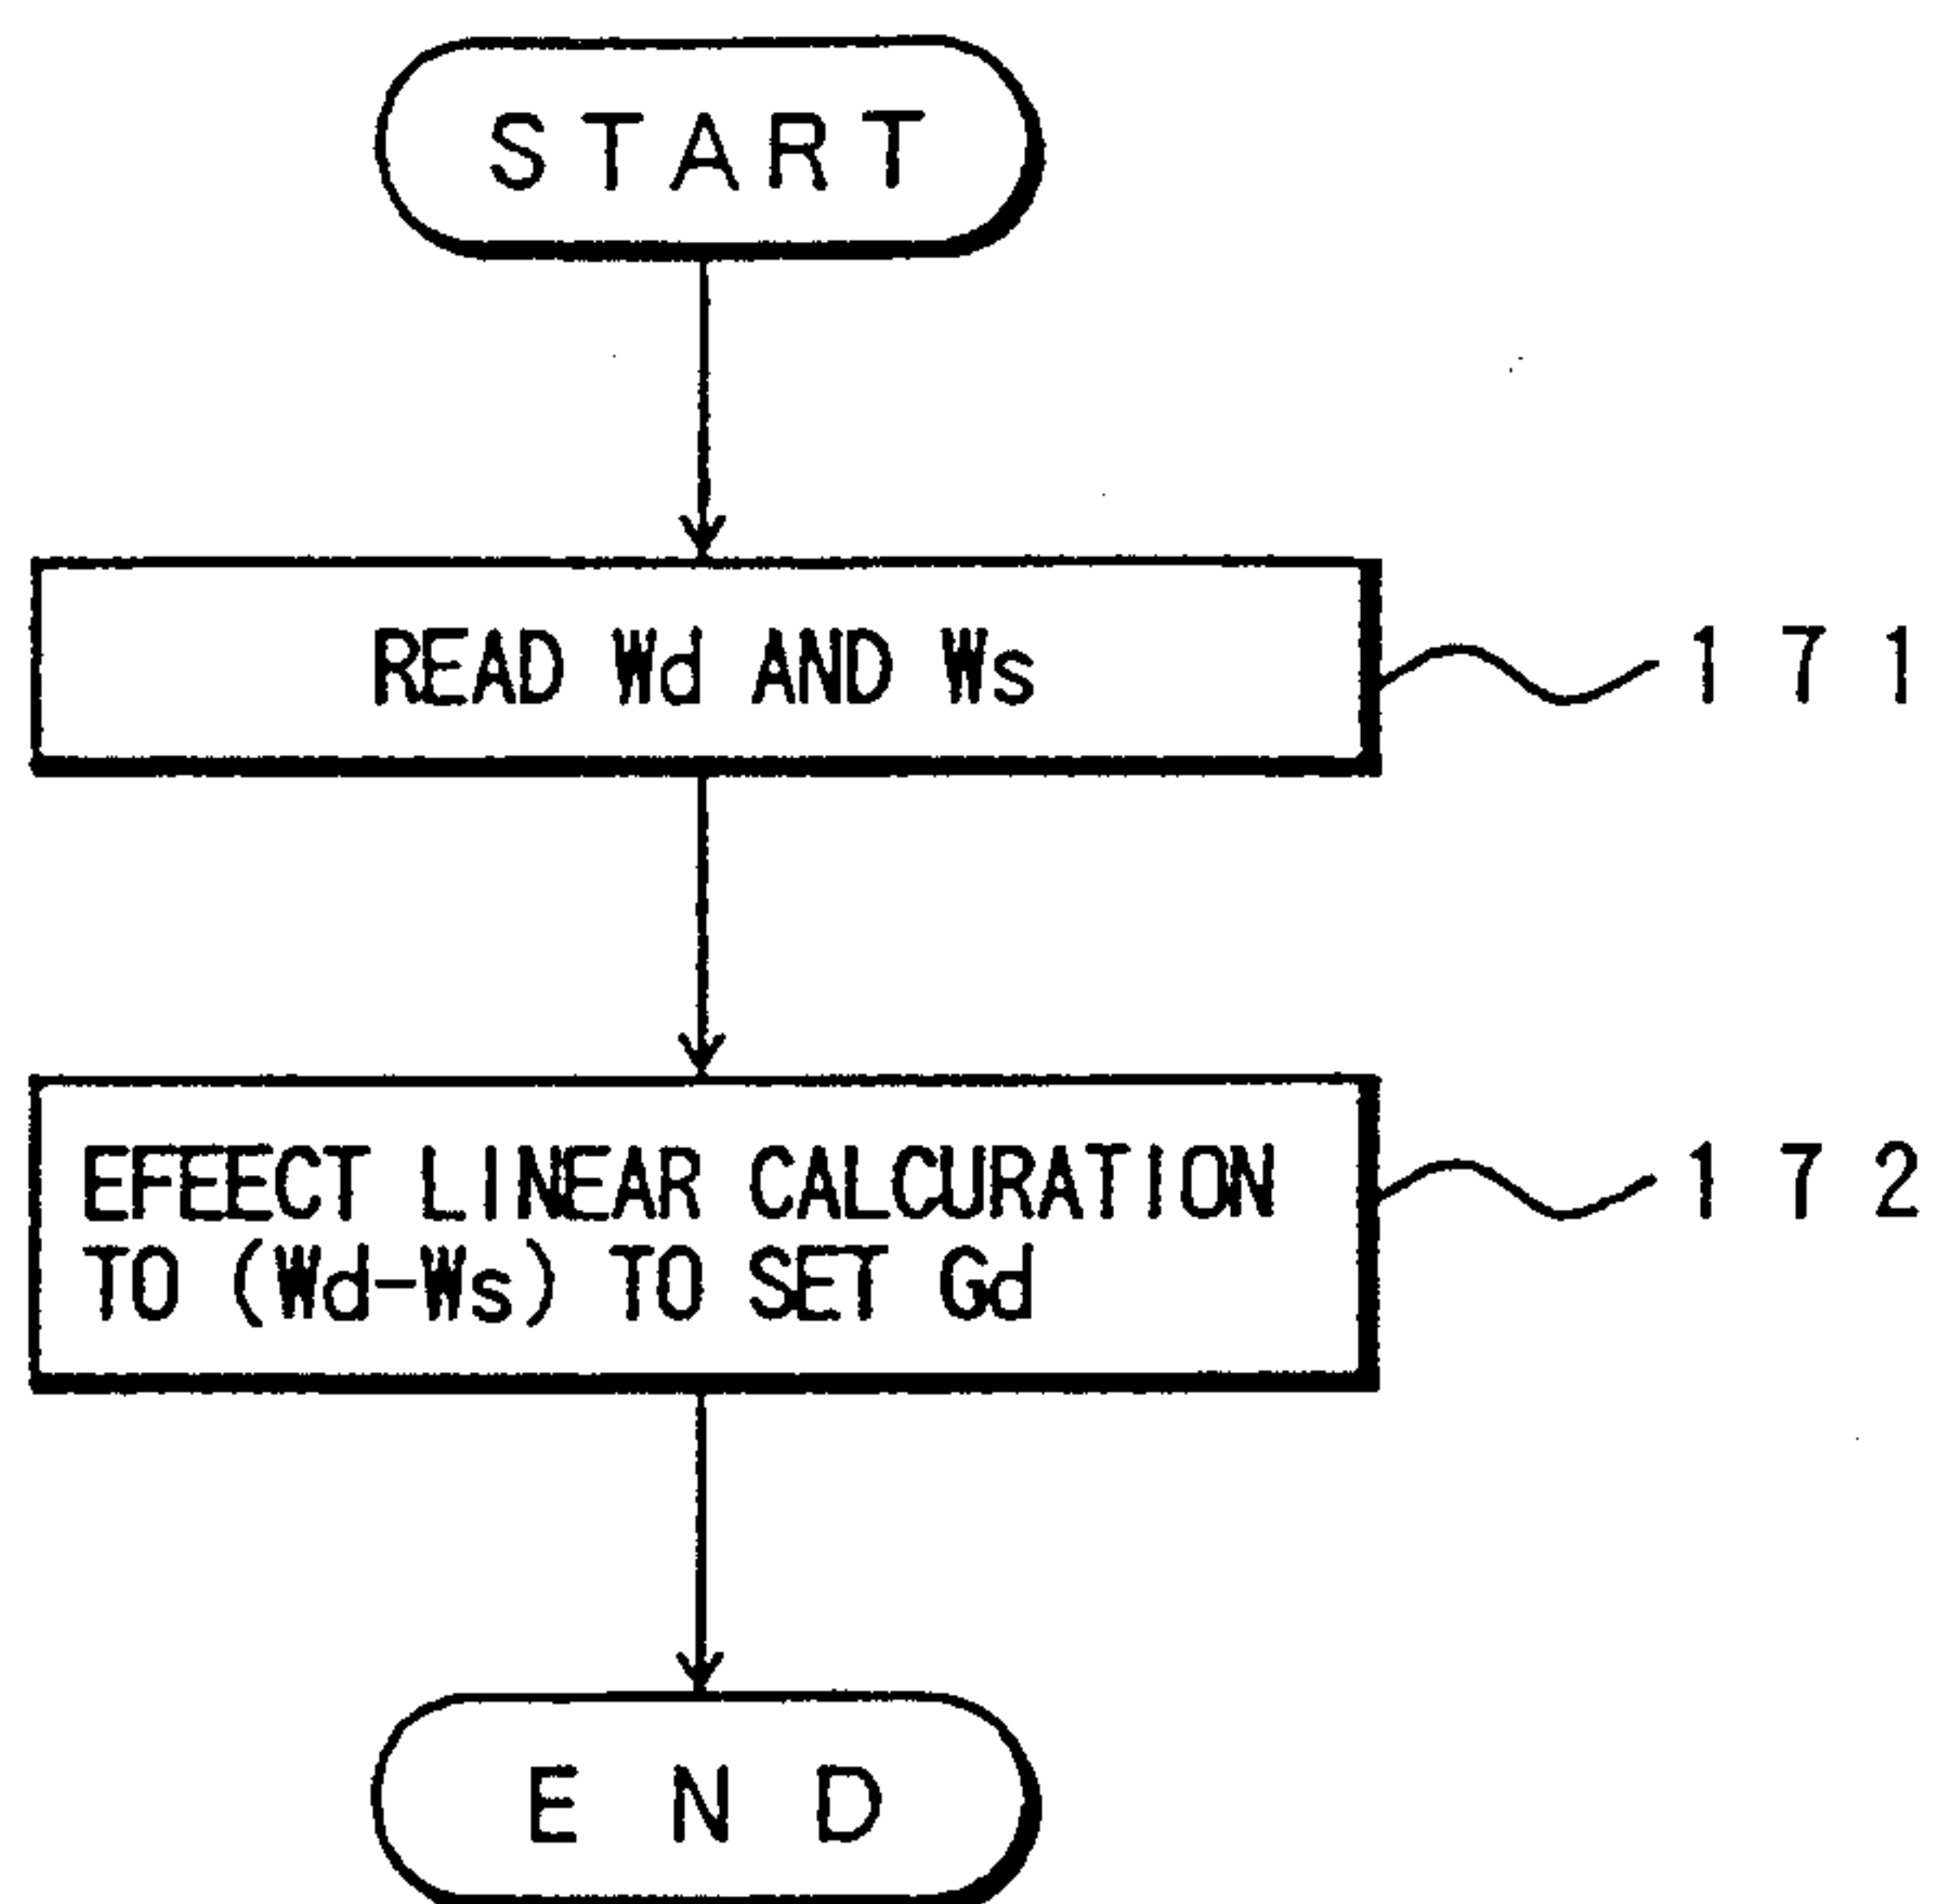 START
READ Wd AND Ws
171
EFEECT LINEAR CALCURATION
TO (Wd-Ws) TO SET Gd
172
END